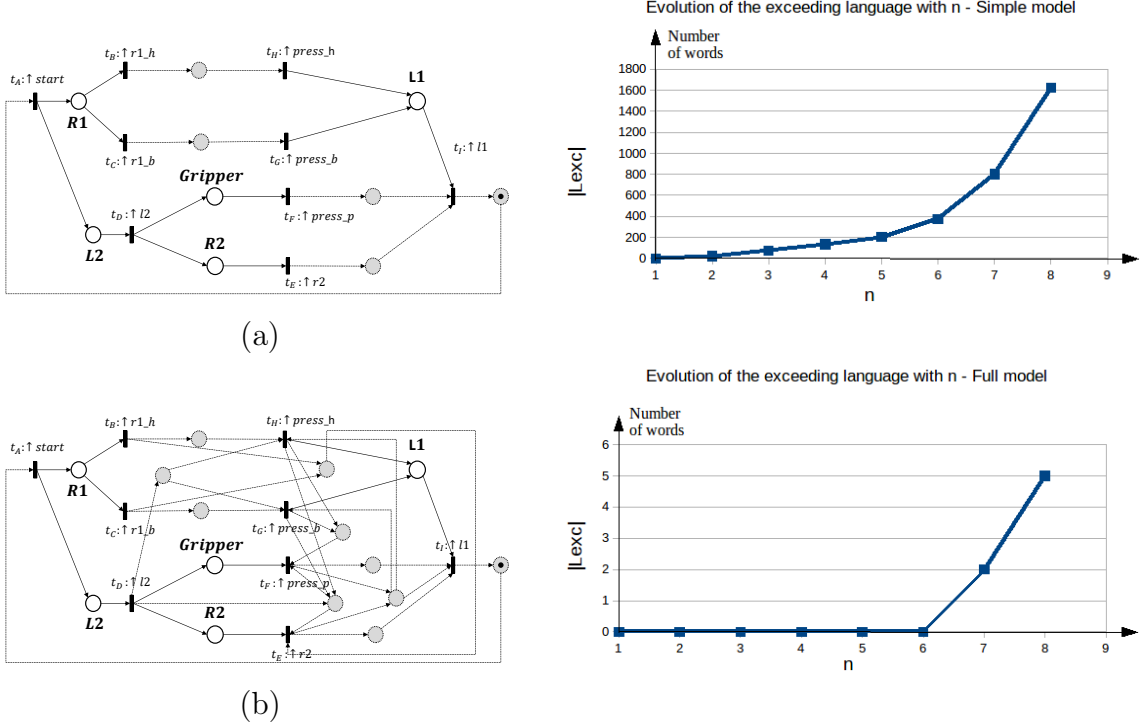 Evolution of the exceeding language with n - Simple model
t_B:↑r1_h
t_H:↑press_h
t_A:↑start
L1
R1
t_C:↑r1_b
t_G:↑press_b
t_I:↑l1
Gripper
t_D:↑l2
t_F:↑press_p
L2
R2
t_E:↑r2
(a)
Number
of words
1800
1600
1400
1200
1000
800
600
400
200
0
|Lexc|
1 2 3 4 5 6 7 8 9
n
Evolution of the exceeding language with n - Full model
t_B:↑r1_h
t_H:↑press_h
t_A:↑start
L1
R1
t_C:↑r1_b
t_G:↑press_b
t_I:↑l1
Gripper
t_D:↑l2
t_F:↑press_p
L2
R2
t_E:↑r2
(b)
Number
of words
6
5
4
3
2
1
0
|Lexc|
1 2 3 4 5 6 7 8 9
n